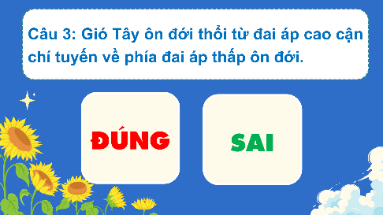 Câu 3: Gió Tây ôn đới thổi từ đai áp cao cận
chí tuyến về phía đai áp thấp ôn đới.
ĐÚNG
SAI